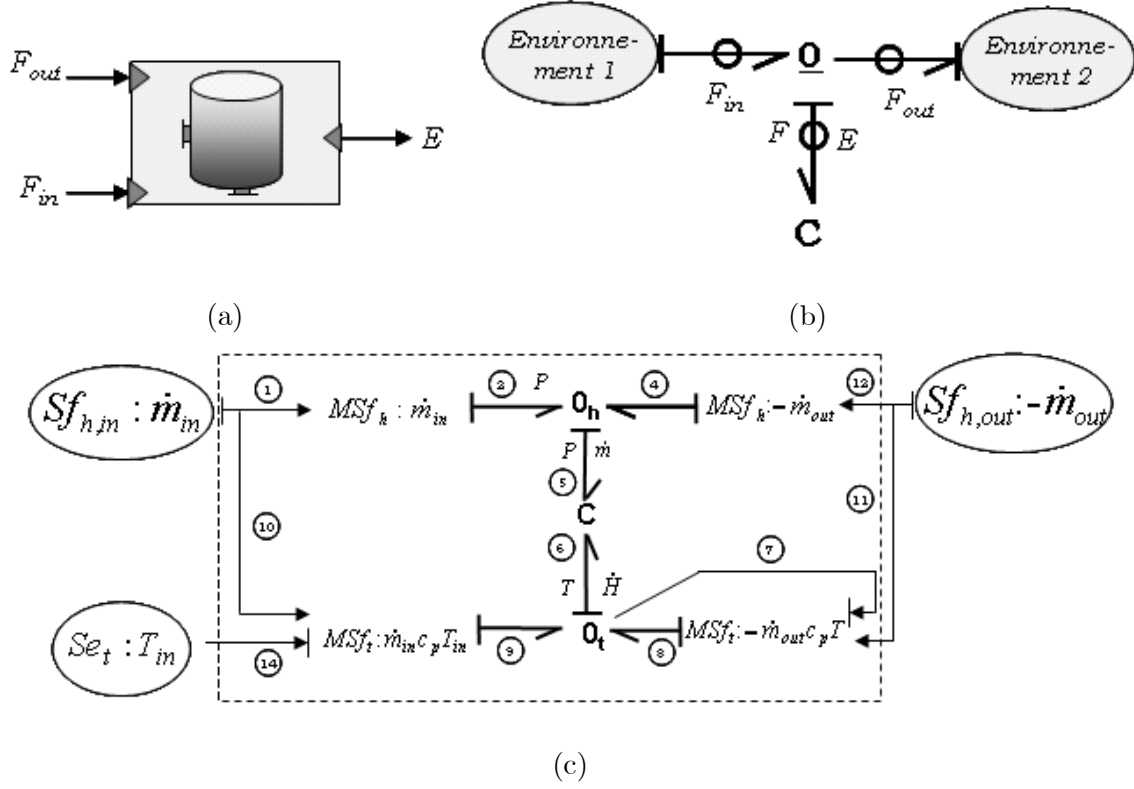 F_out
F_in
E
(a)
Environne-
ment 1
F_in
0
F_out
Environne-
ment 2
F E
C
(b)
Sf_h,in : ṁ_in
1
MSf_h : ṁ_in
2
P
0_h
4
MSf_h:-ṁ_out
12
Sf_h,out:-ṁ_out
P ṁ
5
C
10
11
6
7
T Ḣ
Se_t : T_in
14
MSf_t:ṁ_in c_p T_in
9
0_t
8
MSf_t:-ṁ_out c_p T
(c)